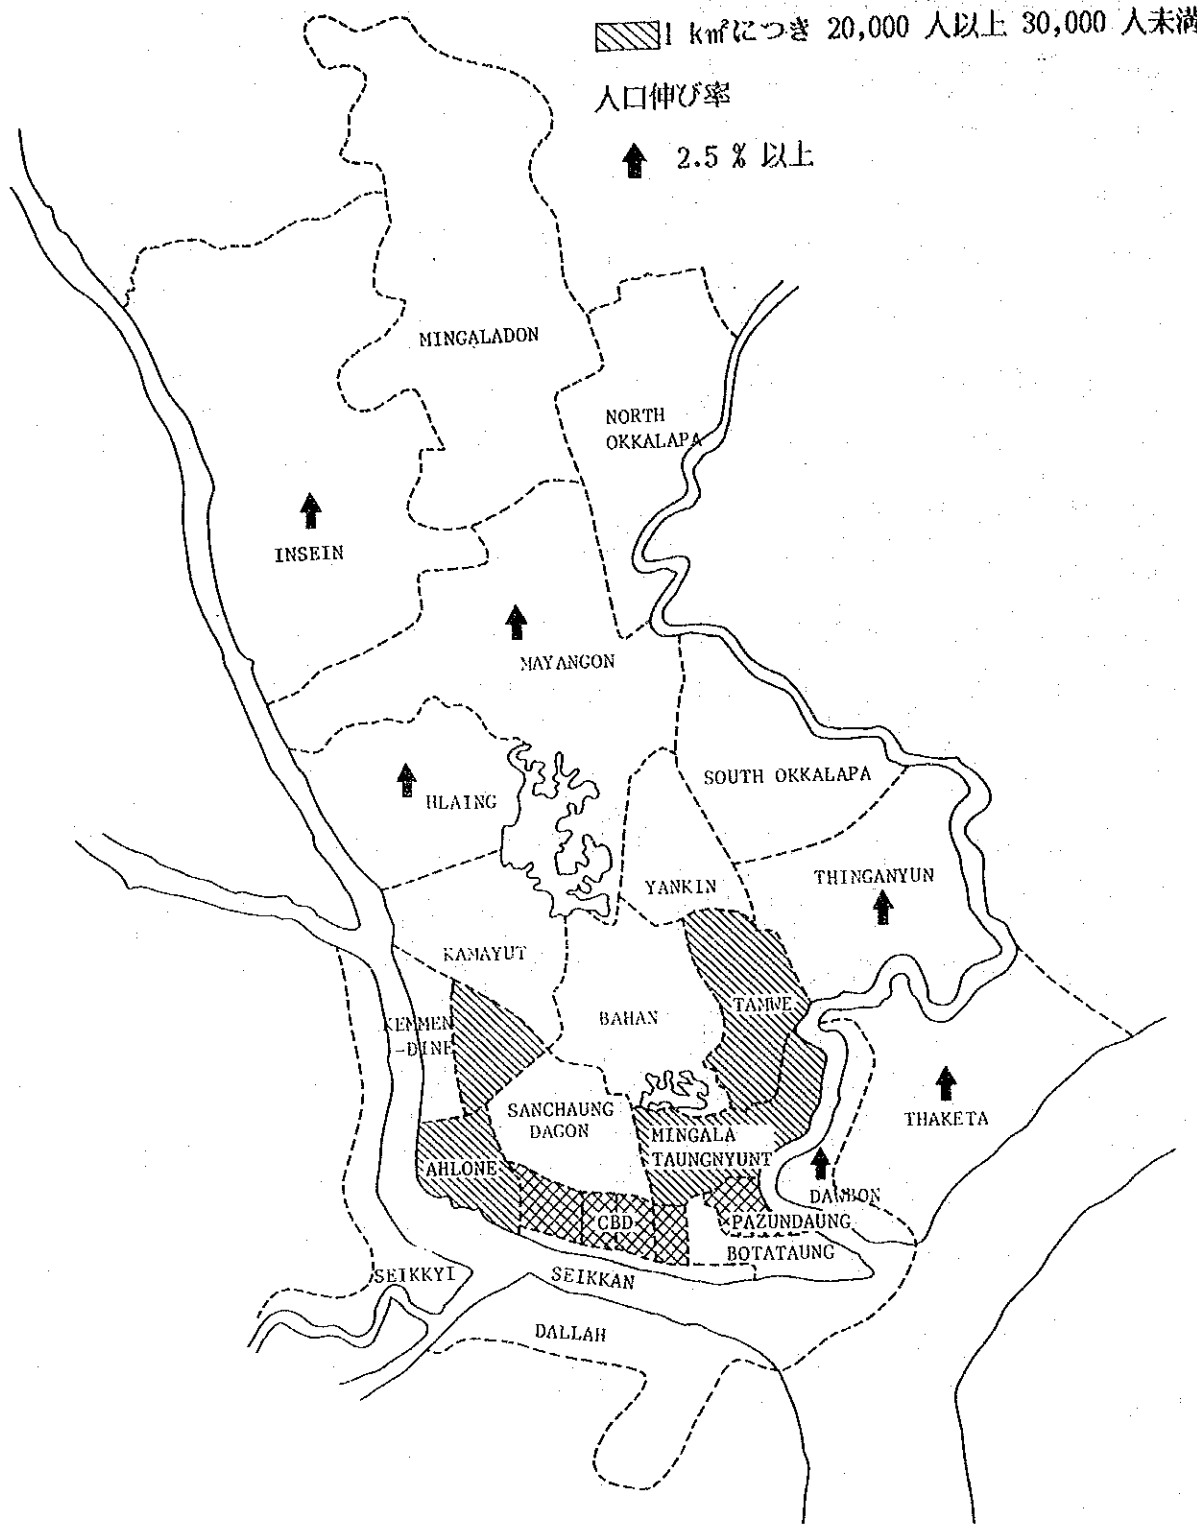 1 km²につき 20,000 人以上 30,000 人未満
人口伸び率
2.5 % 以上
MINGALADON
NORTH
OKKALAPA
INSEIN
MAYANGON
SOUTH OKKALAPA
HLAING
THINGANYUN
YANKIN
KAMAYUT
TAMWE
BAHAN
KEMMEN
-DINE
SANCHAUNG
DAGON
THAKETA
MINGALA
TAUNGNYUNT
AHLONE
DAWBON
CBD
PAZUNDAUNG
BOTATAUNG
SEIKKYI
SEIKKAN
DALLAH